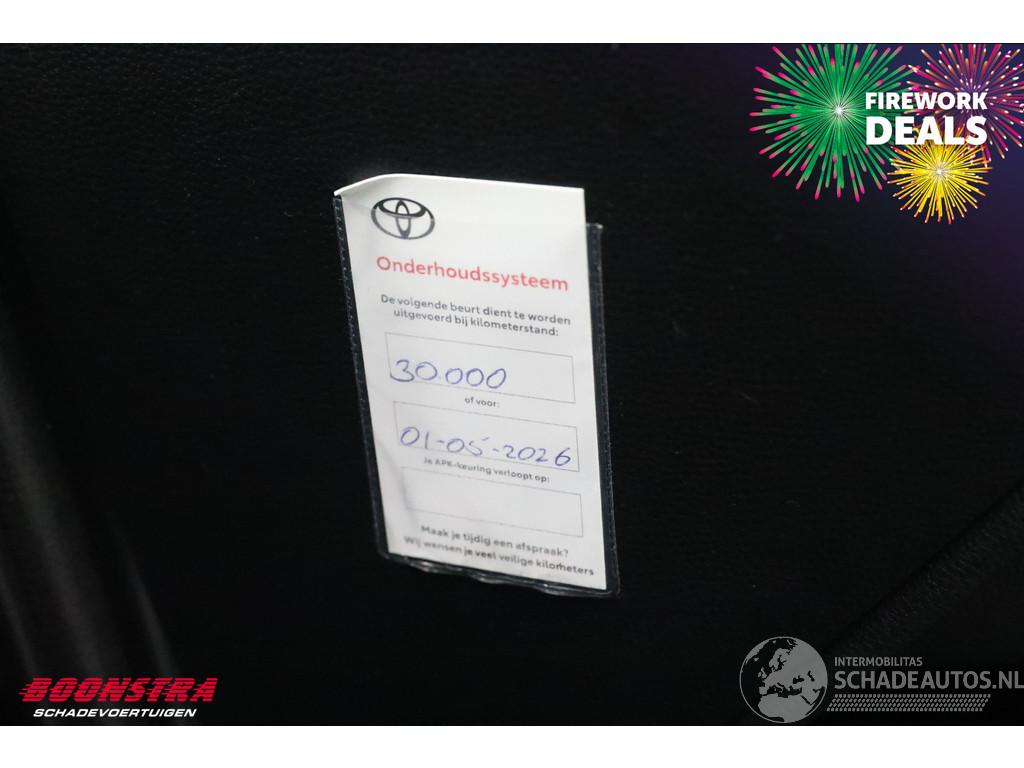 FIREWORK
DEALS
Onderhoudssysteem
De volgende beurt dient te worden
uitgevoerd bij kilometerstand:
30.000
of voor:
01-05-2026
Je APK-keuring verloopt op:
Maak je tijdig een afspraak?
Wij wensen je veel veilige kilometers
BOONSTRA
SCHADEVOERTUIGEN
INTERMOBILITAS
SCHADEAUTOS.NL